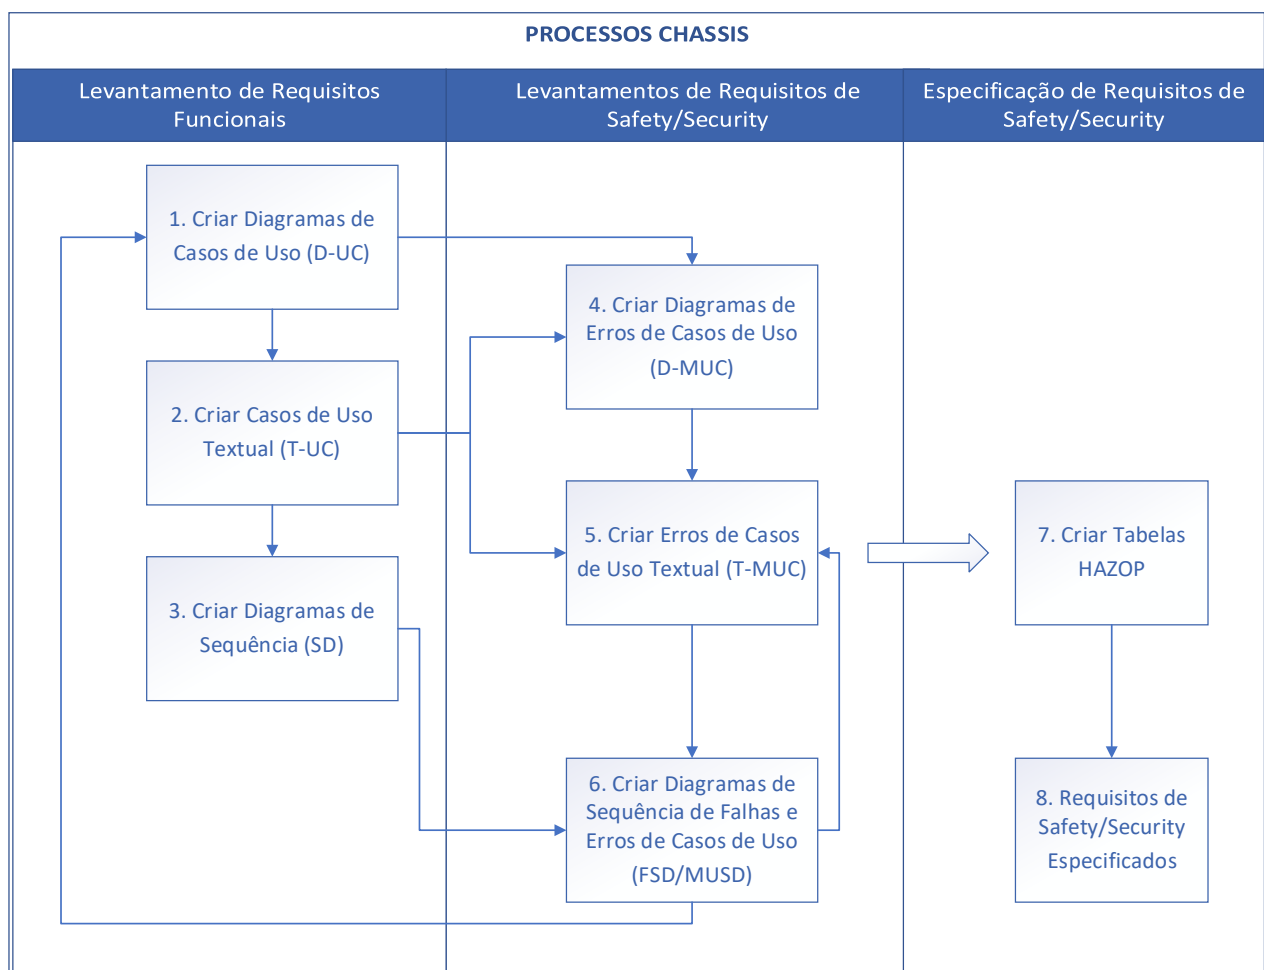 PROCESSOS CHASSIS
Levantamento de Requisitos
Funcionais
Levantamentos de Requisitos de
Safety/Security
Especificação de Requisitos de
Safety/Security
1. Criar Diagramas de
Casos de Uso (D-UC)
2. Criar Casos de Uso
Textual (T-UC)
3. Criar Diagramas de
Sequência (SD)
4. Criar Diagramas de
Erros de Casos de Uso
(D-MUC)
5. Criar Erros de Casos
de Uso Textual (T-MUC)
6. Criar Diagramas de
Sequência de Falhas e
Erros de Casos de Uso
(FSD/MUSD)
7. Criar Tabelas
HAZOP
8. Requisitos de
Safety/Security
Especificados